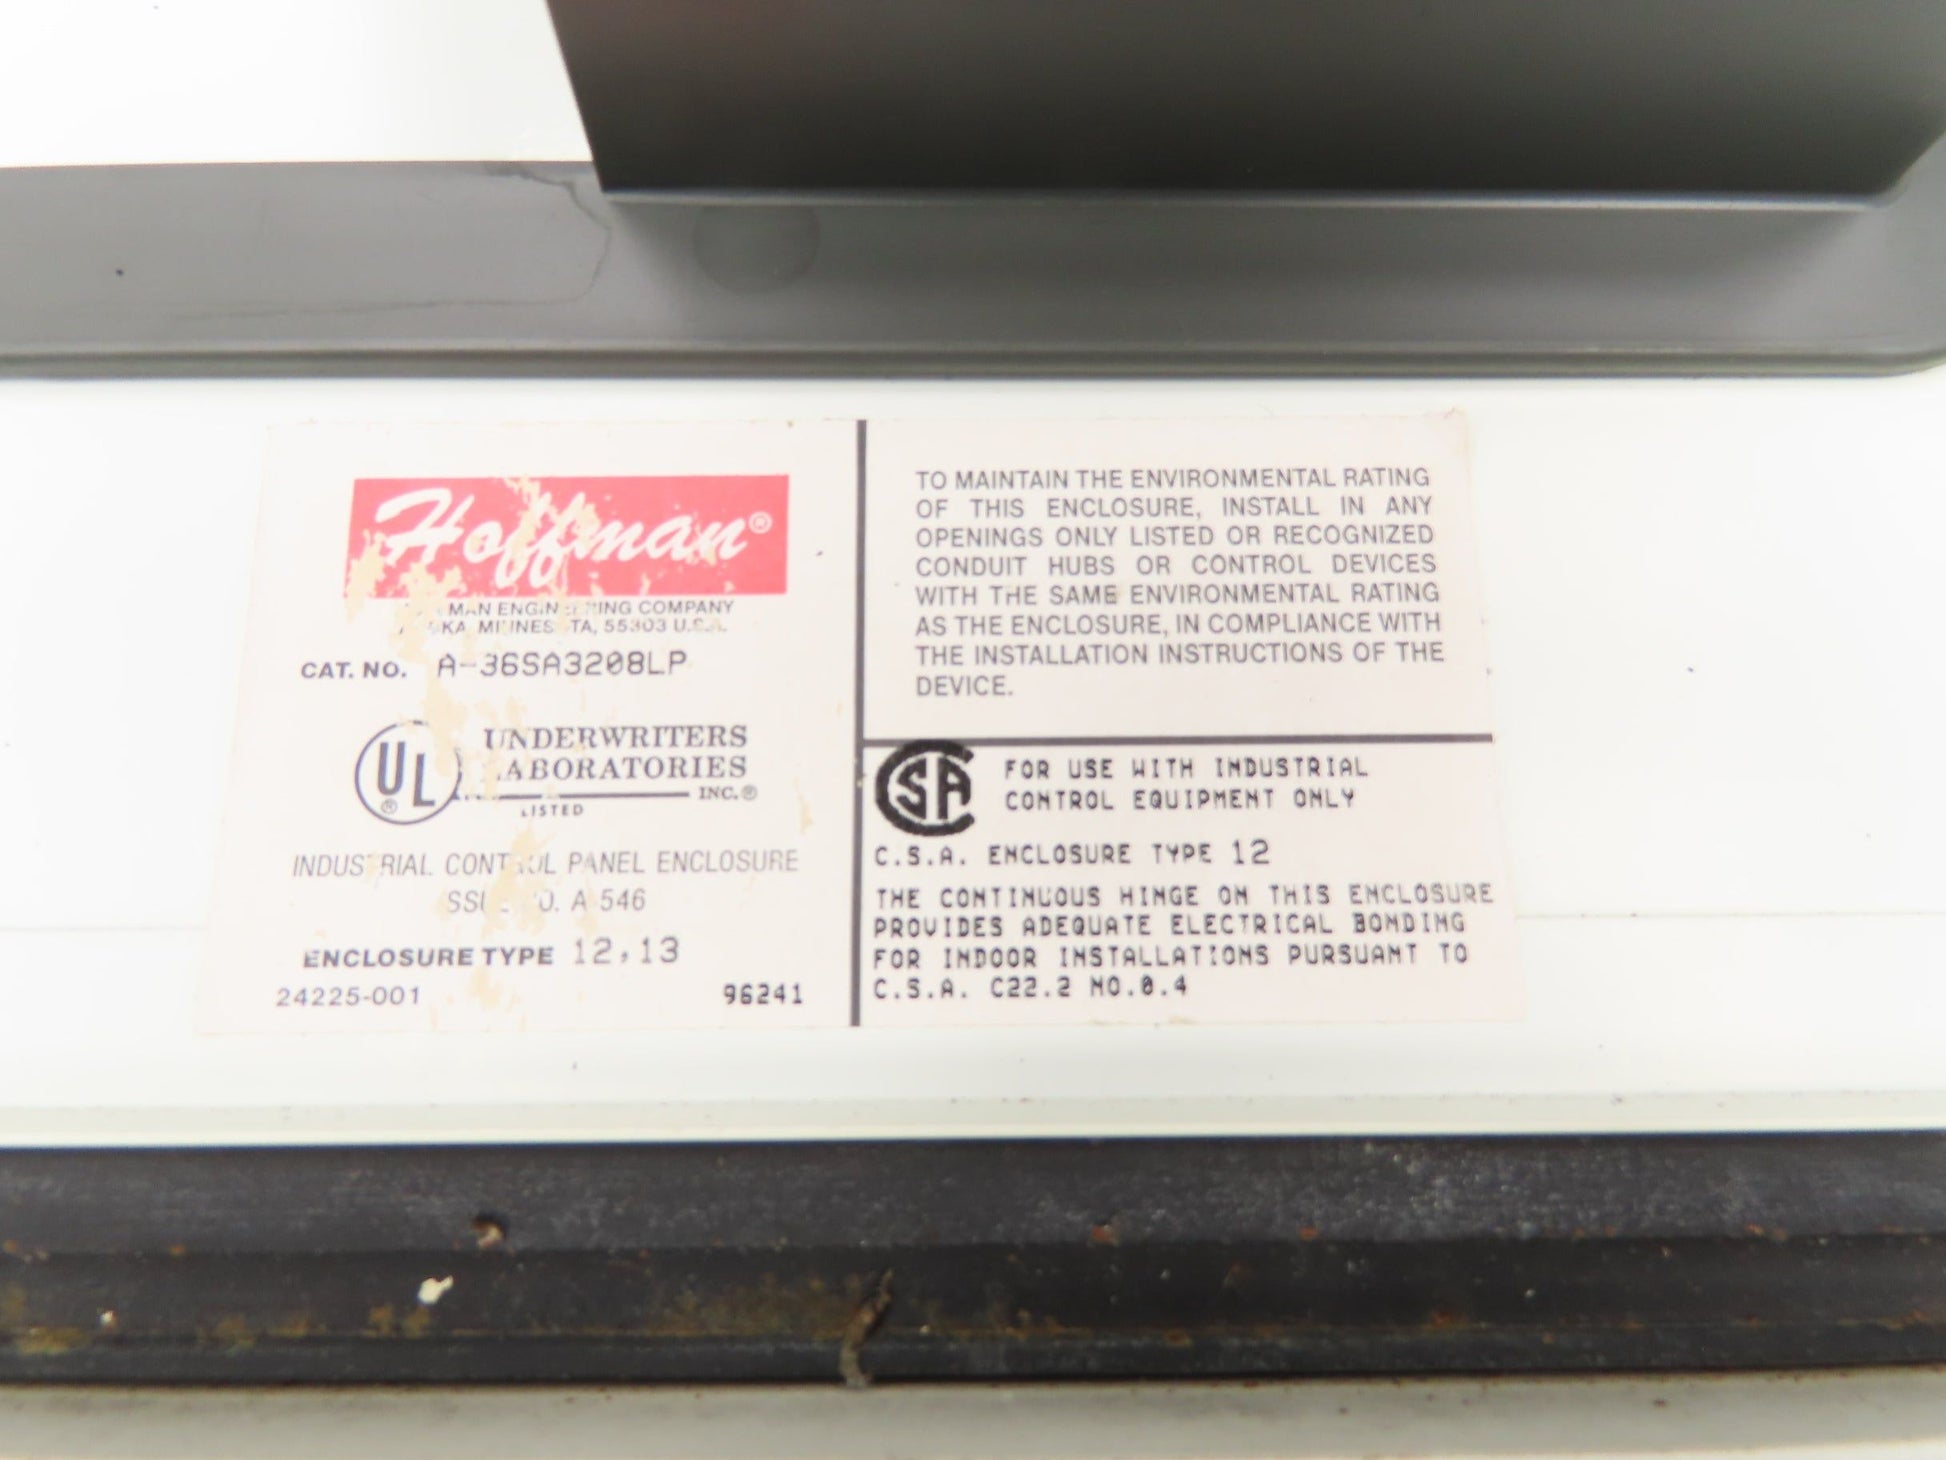 Hoffman®
ENGINEERING COMPANY
MINNESOTA, 55303 U.S.A.
CAT. NO. A-36SA3208LP
UL ® UNDERWRITERS
LABORATORIES
INC.®
LISTED
INDUSTRIAL CONTROL PANEL ENCLOSURE
ISSUE NO. A-546
ENCLOSURE TYPE 12,13
24225-001 96241
TO MAINTAIN THE ENVIRONMENTAL RATING
OF THIS ENCLOSURE, INSTALL IN ANY
OPENINGS ONLY LISTED OR RECOGNIZED
CONDUIT HUBS OR CONTROL DEVICES
WITH THE SAME ENVIRONMENTAL RATING
AS THE ENCLOSURE, IN COMPLIANCE WITH
THE INSTALLATION INSTRUCTIONS OF THE
DEVICE.
CSA FOR USE WITH INDUSTRIAL
CONTROL EQUIPMENT ONLY
C.S.A. ENCLOSURE TYPE 12
THE CONTINUOUS HINGE ON THIS ENCLOSURE
PROVIDES ADEQUATE ELECTRICAL BONDING
FOR INDOOR INSTALLATIONS PURSUANT TO
C.S.A. C22.2 NO.0.4